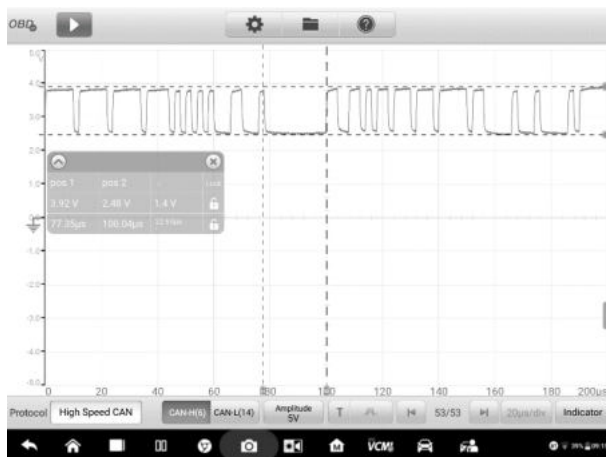 OBD
5.0
4.0
3.0
2.0
1.0
0.0
-1.0
-2.0
-3.0
-4.0
-5.0
pos 1 pos 2
3.92 V 2.48 V 1.4 V
77.35µs 100.04µs
0 20 40 60 80 100 120 140 160 180 200µs
Protocol High Speed CAN CAN-H(6) CAN-L(14) Amplitude 5V T 53/53 20µs/div Indicator
VCMI